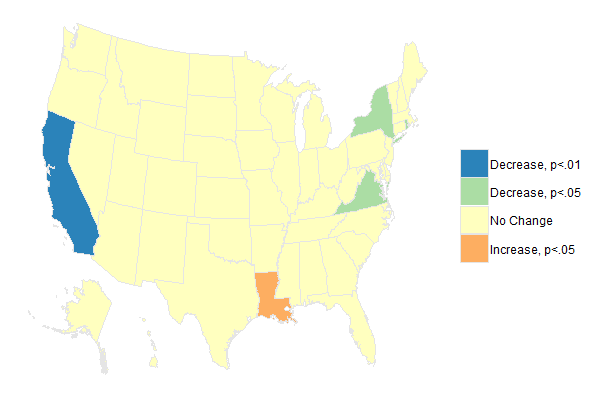 Decrease, p<.01
Decrease, p<.05
No Change
Increase, p<.05